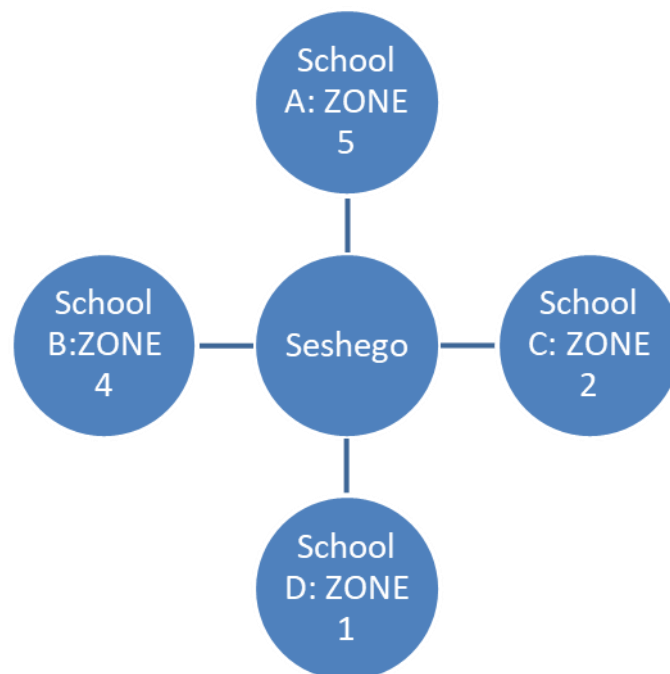 School
A: ZONE
5
School
B:ZONE
4
Seshego
School
C: ZONE
2
School
D: ZONE
1